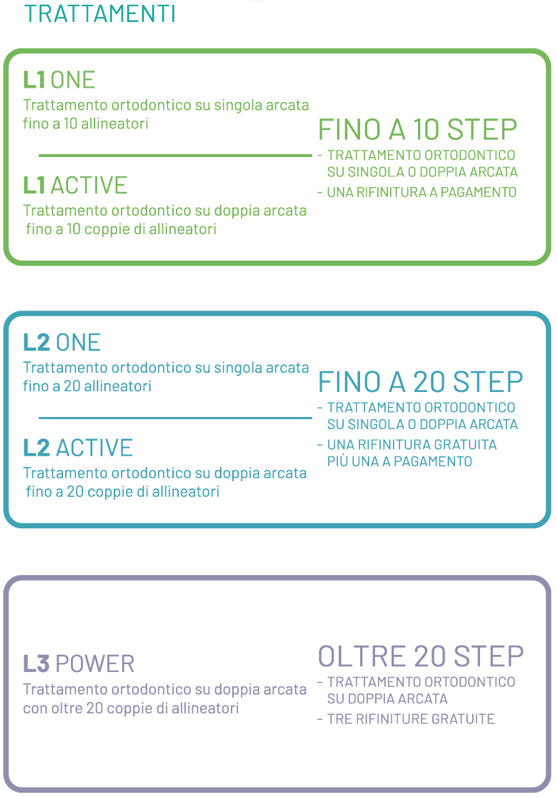 TRATTAMENTI
L1 ONE
Trattamento ortodontico su singola arcata
fino a 10 allineatori
L1 ACTIVE
Trattamento ortodontico su doppia arcata
fino a 10 coppie di allineatori
FINO A 10 STEP
- TRATTAMENTO ORTODONTICO
SU SINGOLA O DOPPIA ARCATA
- UNA RIFINITURA A PAGAMENTO
L2 ONE
Trattamento ortodontico su singola arcata
fino a 20 allineatori
L2 ACTIVE
Trattamento ortodontico su doppia arcata
fino a 20 coppie di allineatori
FINO A 20 STEP
- TRATTAMENTO ORTODONTICO
SU SINGOLA O DOPPIA ARCATA
- UNA RIFINITURA GRATUITA
PIÙ UNA A PAGAMENTO
L3 POWER
Trattamento ortodontico su doppia arcata
con oltre 20 coppie di allineatori
OLTRE 20 STEP
- TRATTAMENTO ORTODONTICO
SU DOPPIA ARCATA
- TRE RIFINITURE GRATUITE